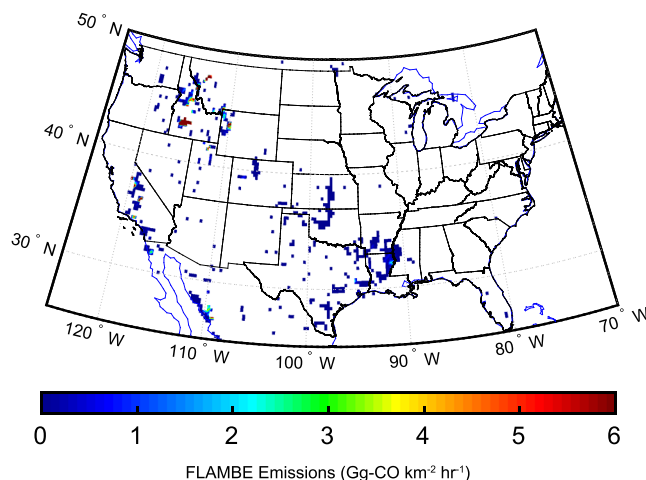 50 ° N
40 ° N
30 ° N
120 ° W
110 ° W
100 ° W
90 ° W
80 ° W
70 ° W
0 1 2 3 4 5 6
FLAMBE Emissions (Gg-CO km⁻² hr⁻¹)